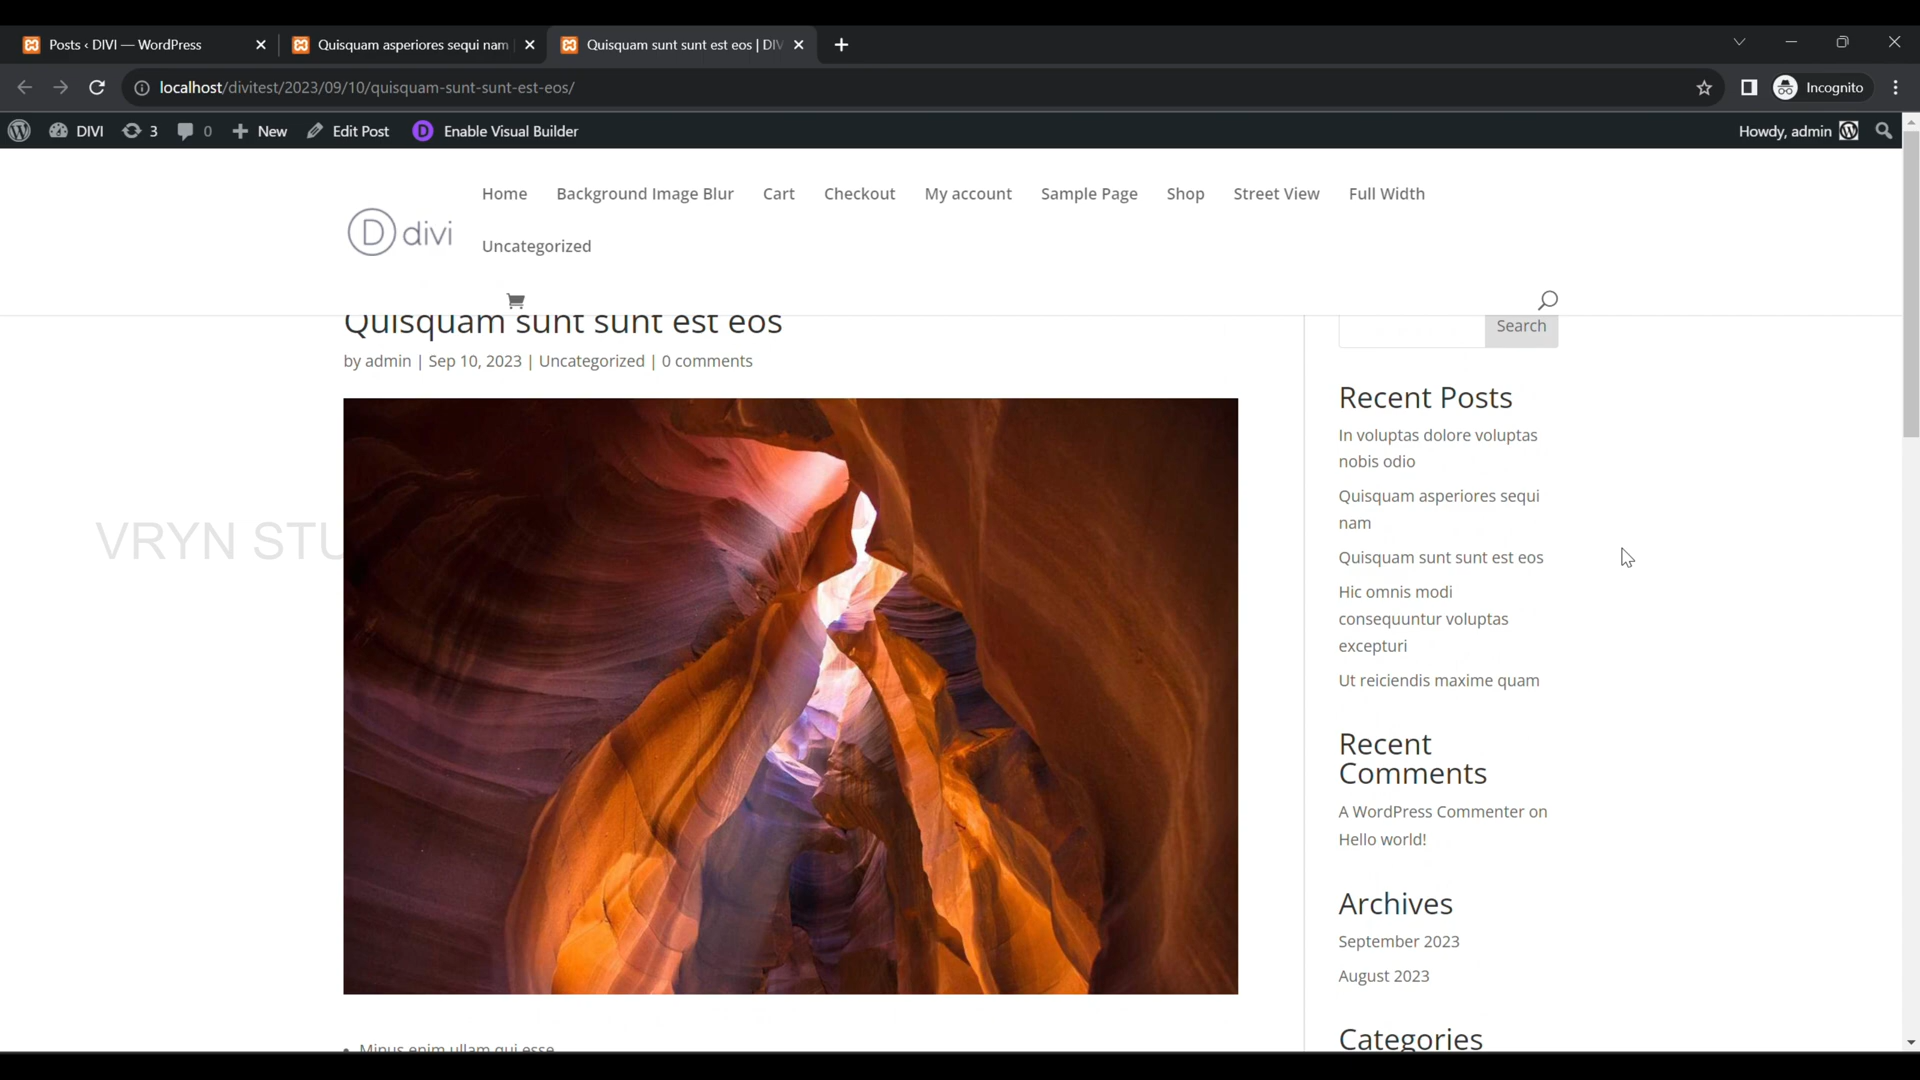 Posts ‹ DIVI — WordPress
Quisquam asperiores sequi nam
Quisquam sunt sunt est eos | DIV
localhost/divitest/2023/09/10/quisquam-sunt-sunt-est-eos/
Incognito
DIVI
3
0
New
Edit Post
D
Enable Visual Builder
Howdy, admin
Home
Background Image Blur
Cart
Checkout
My account
Sample Page
Shop
Street View
Full Width
D divi
Uncategorized
Quisquam sunt sunt est eos
by admin | Sep 10, 2023 | Uncategorized | 0 comments
VRYN STU
Minus enim ullam qui esse
Search
Recent Posts
In voluptas dolore voluptas
nobis odio
Quisquam asperiores sequi
nam
Quisquam sunt sunt est eos
Hic omnis modi
consequuntur voluptas
excepturi
Ut reiciendis maxime quam
Recent
Comments
A WordPress Commenter on
Hello world!
Archives
September 2023
August 2023
Categories